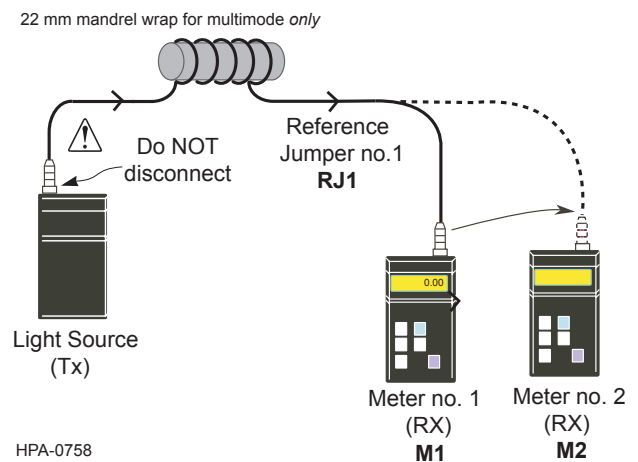 22 mm mandrel wrap for multimode only
Do NOT
disconnect
Reference
Jumper no.1
RJ1
0.00
Light Source
(Tx)
Meter no. 1
(RX)
M1
Meter no. 2
(RX)
M2
HPA-0758